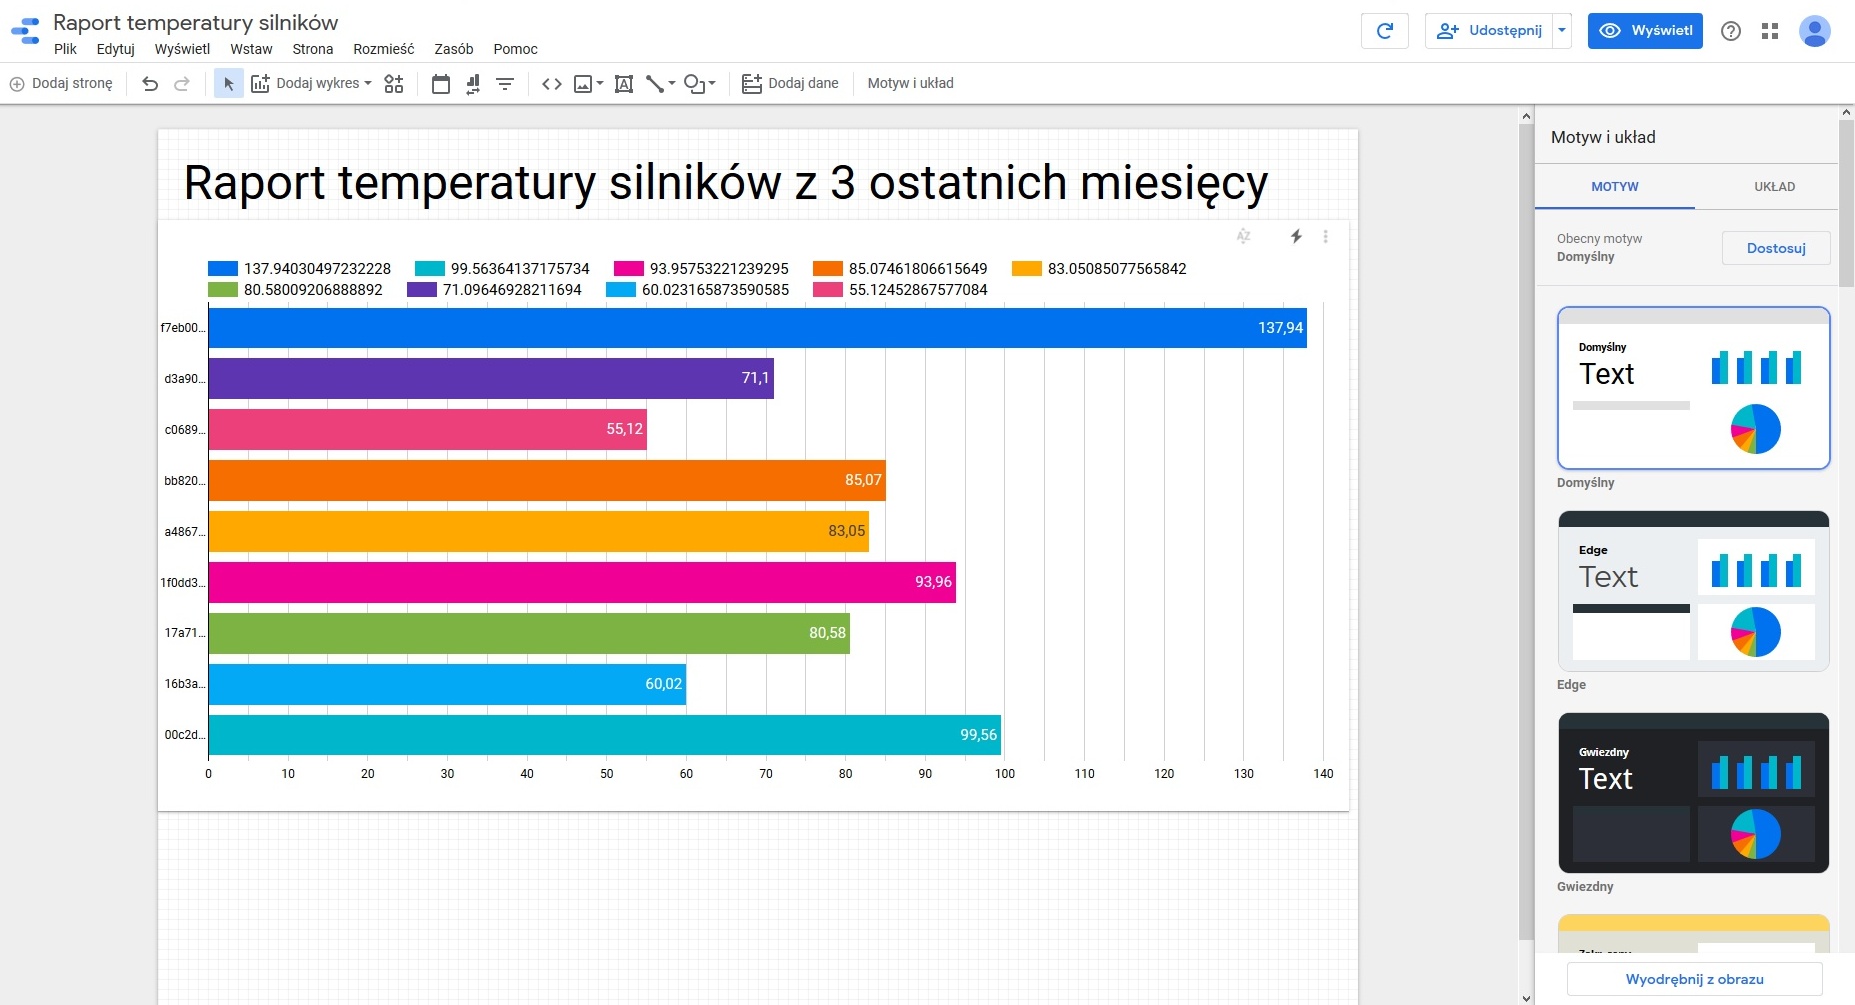 Raport temperatury silników
Plik Edytuj Wyświetl Wstaw Strona Rozmieść Zasób Pomoc
Udostępnij Wyświetl
Dodaj stronę Dodaj wykres Dodaj dane Motyw i układ
Raport temperatury silników z 3 ostatnich miesięcy
137.94030497232228 99.56364137175734 93.95753221239295 85.07461806615649 83.05085077565842
80.58009206888892 71.09646928211694 60.023165873590585 55.12452867577084
f7eb00... 137,94
d3a90... 71,1
c0689... 55,12
bb820... 85,07
a4867... 83,05
1f0dd3... 93,96
17a71... 80,58
16b3a... 60,02
00c2d... 99,56
0 10 20 30 40 50 60 70 80 90 100 110 120 130 140
Motyw i układ
MOTYW UKŁAD
Obecny motyw
Domyślny
Dostosuj
Domyślny
Text
Domyślny
Edge
Text
Edge
Gwiezdny
Text
Gwiezdny
Wyodrębnij z obrazu